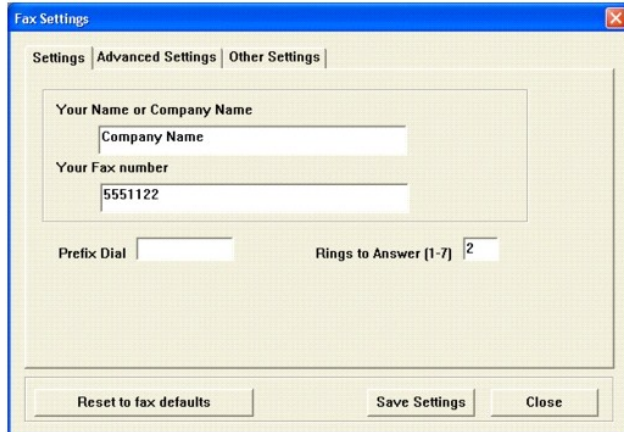 Fax Settings
Settings Advanced Settings Other Settings
Your Name or Company Name
Company Name
Your Fax number
5551122
Prefix Dial Rings to Answer (1-7) 2
Reset to fax defaults Save Settings Close